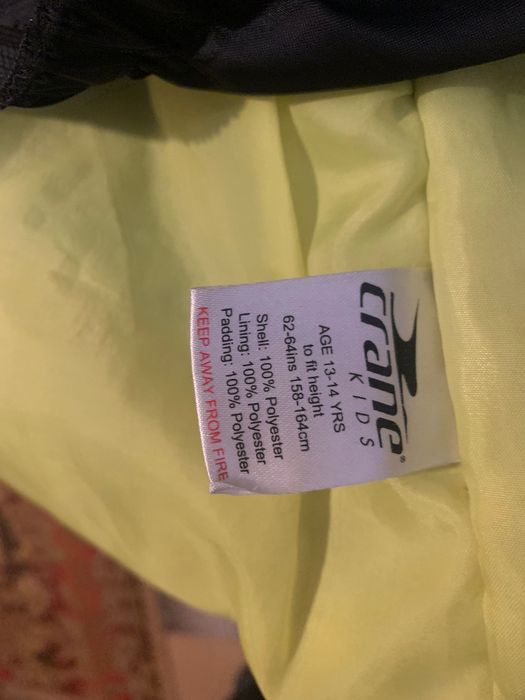 crane®
KIDS
AGE 13-14 YRS
to fit height
62-64Ins 158-164cm
Shell: 100% Polyester
Lining: 100% Polyester
Padding: 100% Polyester
KEEP AWAY FROM FIRE